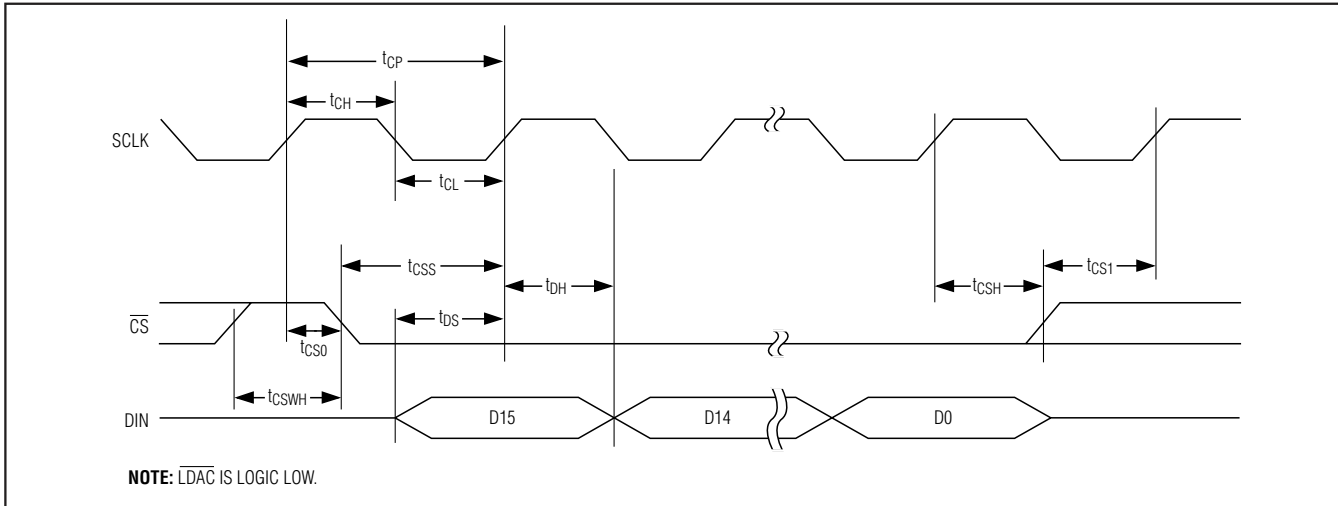 tCP
tCH
SCLK
tCL
tCSS
tDH
tCSH
tCS1
CS
tDS
tCS0
tCSWH
DIN
D15
D14
D0
NOTE: LDAC IS LOGIC LOW.